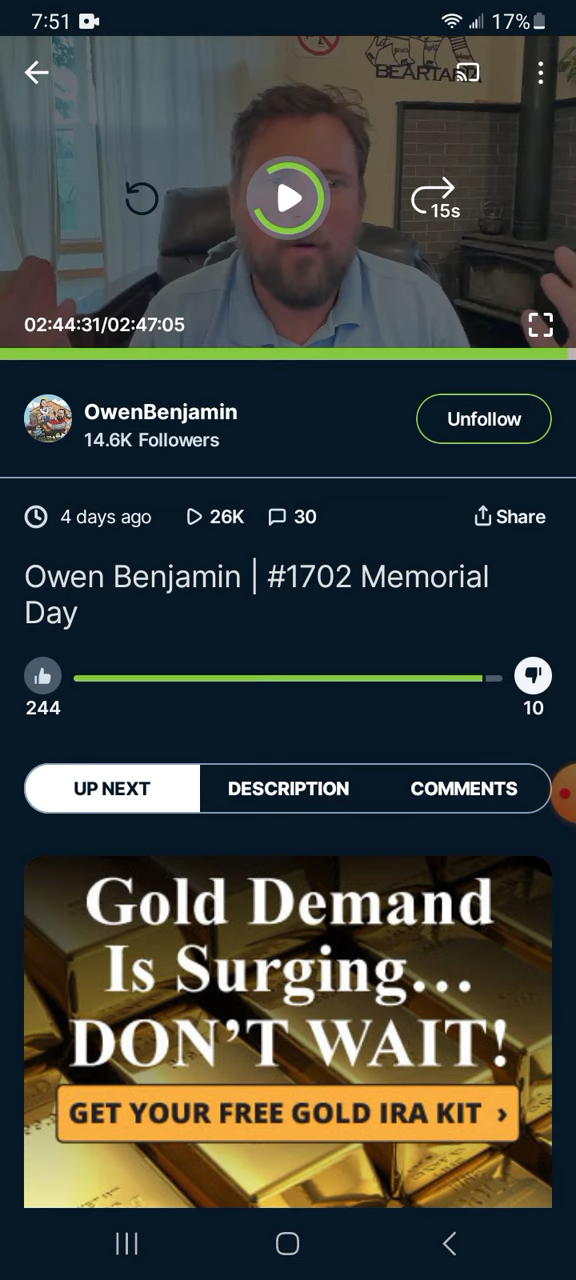 7:51
17%
BEARTARIA
15s
02:44:31/02:47:05
OwenBenjamin
14.6K Followers
Unfollow
4 days ago
26K
30
Share
Owen Benjamin | #1702 Memorial
Day
244
10
UP NEXT
DESCRIPTION
COMMENTS
Gold Demand
Is Surging...
DON'T WAIT!
GET YOUR FREE GOLD IRA KIT ›